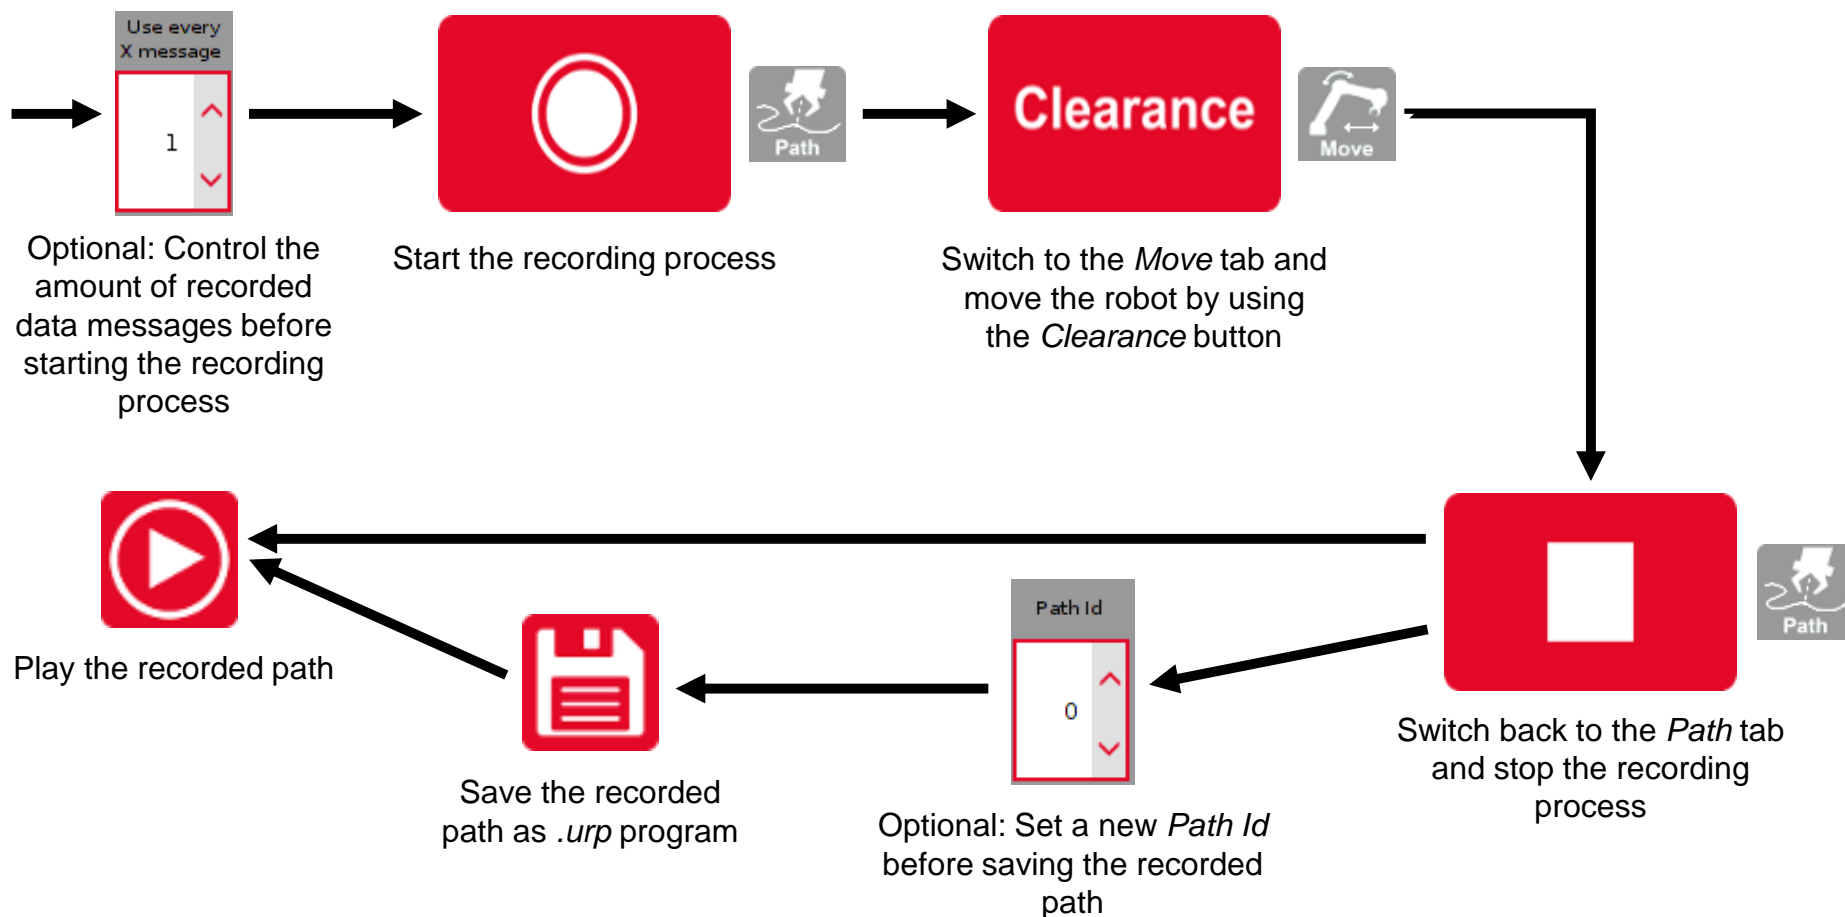 Use every
X message
1
Optional: Control the
amount of recorded
data messages before
starting the recording
process
Path
Start the recording process
Clearance
Move
Switch to the Move tab and
move the robot by using
the Clearance button
Path
Switch back to the Path tab
and stop the recording
process
Path Id
0
Optional: Set a new Path Id
before saving the recorded
path
Save the recorded
path as .urp program
Play the recorded path